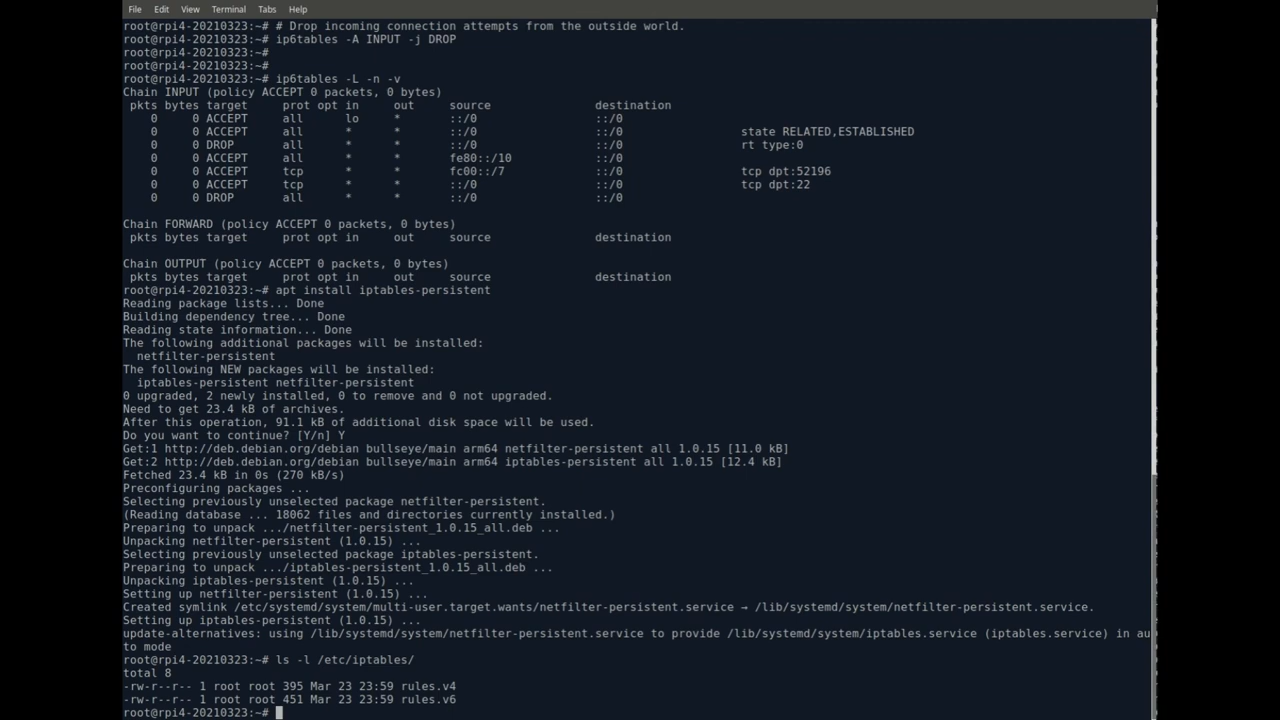 File Edit View Terminal Tabs Help
root@rpi4-20210323:~# # Drop incoming connection attempts from the outside world.
root@rpi4-20210323:~# ip6tables -A INPUT -j DROP
root@rpi4-20210323:~#
root@rpi4-20210323:~#
root@rpi4-20210323:~# ip6tables -L -n -v
Chain INPUT (policy ACCEPT 0 packets, 0 bytes)
 pkts bytes target     prot opt in     out     source               destination
    0     0 ACCEPT     all      lo     *       ::/0                 ::/0
    0     0 ACCEPT     all      *      *       ::/0                 ::/0                 state RELATED,ESTABLISHED
    0     0 DROP       all      *      *       ::/0                 ::/0                 rt type:0
    0     0 ACCEPT     all      *      *       fe80::/10            ::/0
    0     0 ACCEPT     tcp      *      *       fc00::/7             ::/0                 tcp dpt:52196
    0     0 ACCEPT     tcp      *      *       ::/0                 ::/0                 tcp dpt:22
    0     0 DROP       all      *      *       ::/0                 ::/0
Chain FORWARD (policy ACCEPT 0 packets, 0 bytes)
 pkts bytes target     prot opt in     out     source               destination
Chain OUTPUT (policy ACCEPT 0 packets, 0 bytes)
 pkts bytes target     prot opt in     out     source               destination
root@rpi4-20210323:~# apt install iptables-persistent
Reading package lists... Done
Building dependency tree... Done
Reading state information... Done
The following additional packages will be installed:
  netfilter-persistent
The following NEW packages will be installed:
  iptables-persistent netfilter-persistent
0 upgraded, 2 newly installed, 0 to remove and 0 not upgraded.
Need to get 23.4 kB of archives.
After this operation, 91.1 kB of additional disk space will be used.
Do you want to continue? [Y/n] Y
Get:1 http://deb.debian.org/debian bullseye/main arm64 netfilter-persistent all 1.0.15 [11.0 kB]
Get:2 http://deb.debian.org/debian bullseye/main arm64 iptables-persistent all 1.0.15 [12.4 kB]
Fetched 23.4 kB in 0s (270 kB/s)
Preconfiguring packages ...
Selecting previously unselected package netfilter-persistent.
(Reading database ... 18062 files and directories currently installed.)
Preparing to unpack .../netfilter-persistent_1.0.15_all.deb ...
Unpacking netfilter-persistent (1.0.15) ...
Selecting previously unselected package iptables-persistent.
Preparing to unpack .../iptables-persistent_1.0.15_all.deb ...
Unpacking iptables-persistent (1.0.15) ...
Setting up netfilter-persistent (1.0.15) ...
Created symlink /etc/systemd/system/multi-user.target.wants/netfilter-persistent.service → /lib/systemd/system/netfilter-persistent.service.
Setting up iptables-persistent (1.0.15) ...
update-alternatives: using /lib/systemd/system/netfilter-persistent.service to provide /lib/systemd/system/iptables.service (iptables.service) in au
to mode
root@rpi4-20210323:~# ls -l /etc/iptables/
total 8
-rw-r--r-- 1 root root 395 Mar 23 23:59 rules.v4
-rw-r--r-- 1 root root 451 Mar 23 23:59 rules.v6
root@rpi4-20210323:~#